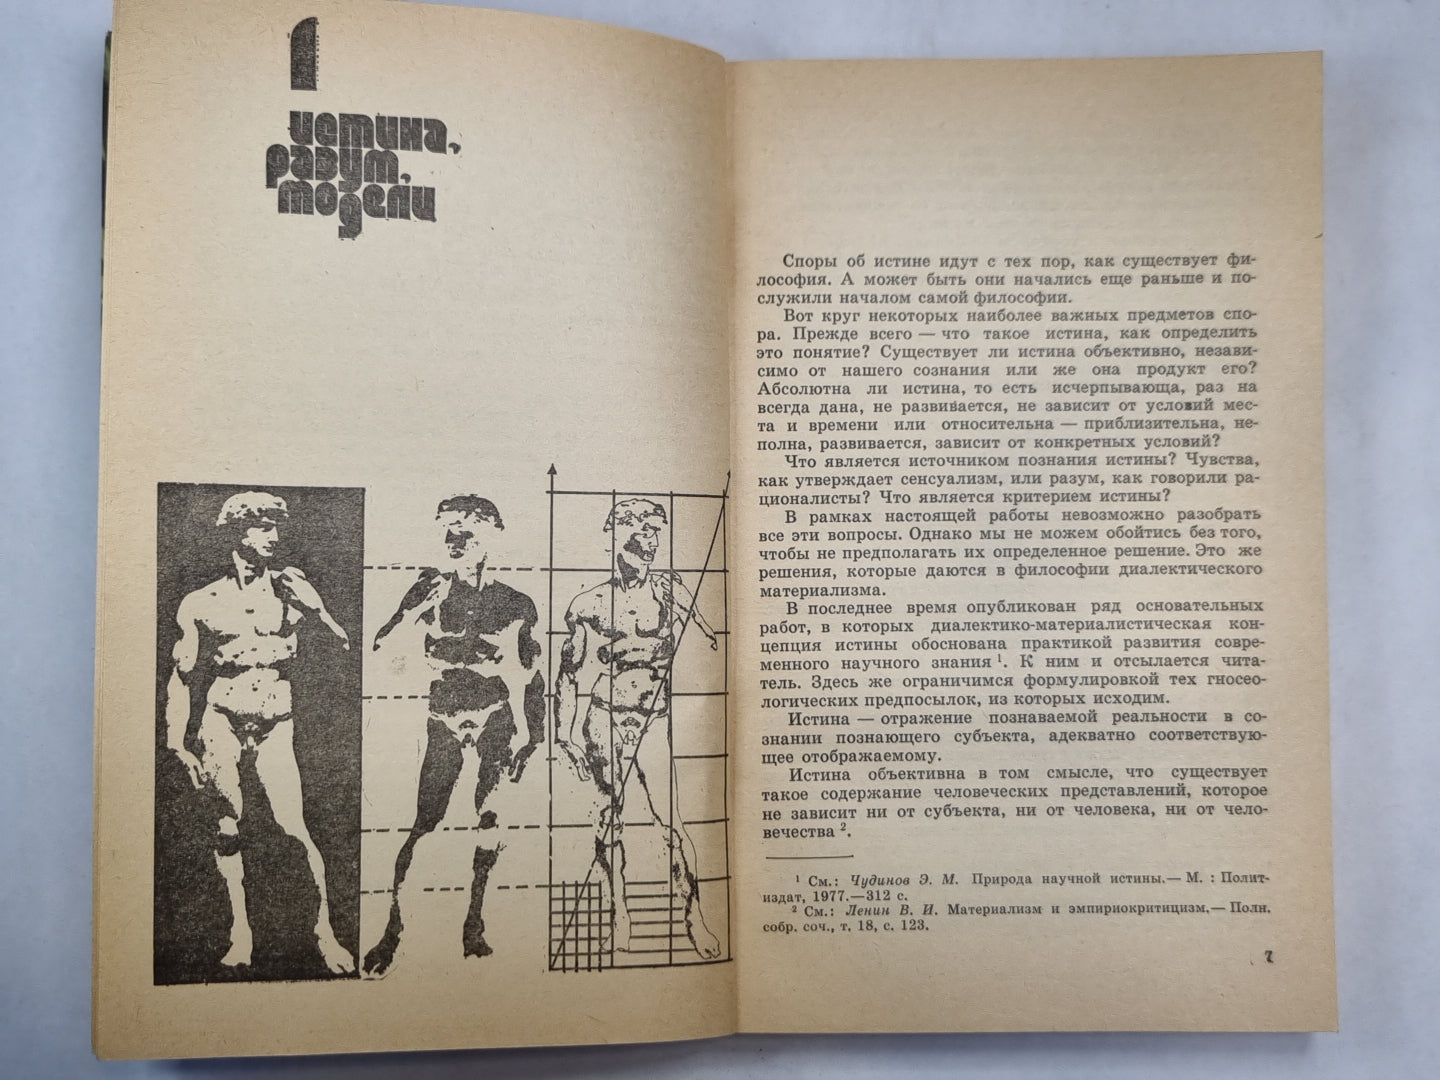 1
истина,
разум,
модели
Споры об истине идут с тех пор, как существует фи-
лософия. А может быть они начались еще раньше и по-
служили началом самой философии.
Вот круг некоторых наиболее важных предметов спо-
ра. Прежде всего — что такое истина, как определить
это понятие? Существует ли истина объективно, незави-
симо от нашего сознания или же она продукт его?
Абсолютна ли истина, то есть исчерпывающа, раз на
всегда дана, не развивается, не зависит от условий мес-
та и времени или относительна — приблизительна, не-
полна, развивается, зависит от конкретных условий?
Что является источником познания истины? Чувства,
как утверждает сенсуализм, или разум, как говорили ра-
ционалисты? Что является критерием истины?
В рамках настоящей работы невозможно разобрать
все эти вопросы. Однако мы не можем обойтись без того,
чтобы не предполагать их определенное решение. Это же
решения, которые даются в философии диалектического
материализма.
В последнее время опубликован ряд основательных
работ, в которых диалектико-материалистическая кон-
цепция истины обоснована практикой развития совре-
менного научного знания ¹. К ним и отсылается чита-
тель. Здесь же ограничимся формулировкой тех гносео-
логических предпосылок, из которых исходим.
Истина — отражение познаваемой реальности в со-
знании познающего субъекта, адекватно соответствую-
щее отображаемому.
Истина объективна в том смысле, что существует
такое содержание человеческих представлений, которое
не зависит ни от субъекта, ни от человека, ни от чело-
вечества ².
¹ См.: Чудинов Э. М. Природа научной истины.— М. : Полит-
издат, 1977.—312 с.
² См.: Ленин В. И. Материализм и эмпириокритицизм.— Полн.
собр. соч., т. 18, с. 123.
7